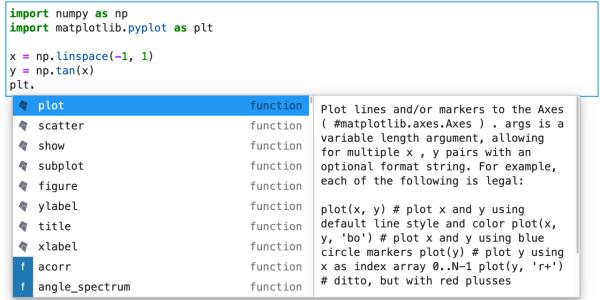 import numpy as np
import matplotlib.pyplot as plt
x = np.linspace(-1, 1)
y = np.tan(x)
plt.
plot function
scatter function
show function
subplot function
figure function
ylabel function
title function
xlabel function
f acorr function
f angle_spectrum function
Plot lines and/or markers to the Axes
( #matplotlib.axes.Axes ) . args is a
variable length argument, allowing
for multiple x , y pairs with an
optional format string. For example,
each of the following is legal:
plot(x, y) # plot x and y using
default line style and color plot(x,
y, 'bo') # plot x and y using blue
circle markers plot(y) # plot y using
x as index array 0..N-1 plot(y, 'r+')
# ditto, but with red plusses